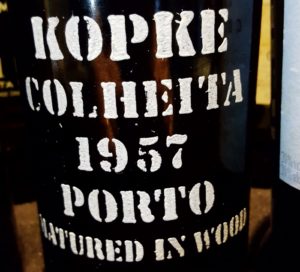 KOPKE
COLHEITA
1957
PORTO
MATURED IN WOOD